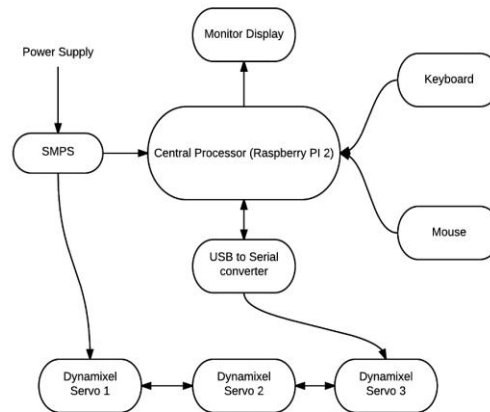 Monitor Display
Power Supply
Keyboard
SMPS
Central Processor (Raspberry PI 2)
Mouse
USB to Serial
converter
Dynamixel
Servo 1
Dynamixel
Servo 2
Dynamixel
Servo 3